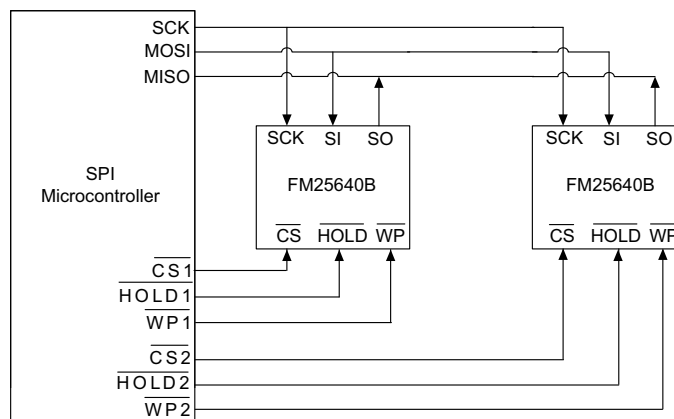 SCK
MOSI
MISO
SCK SI SO
SCK SI SO
SPI
Microcontroller
FM25640B
FM25640B
CS HOLD WP
CS HOLD WP
CS1
HOLD1
WP1
CS2
HOLD2
WP2